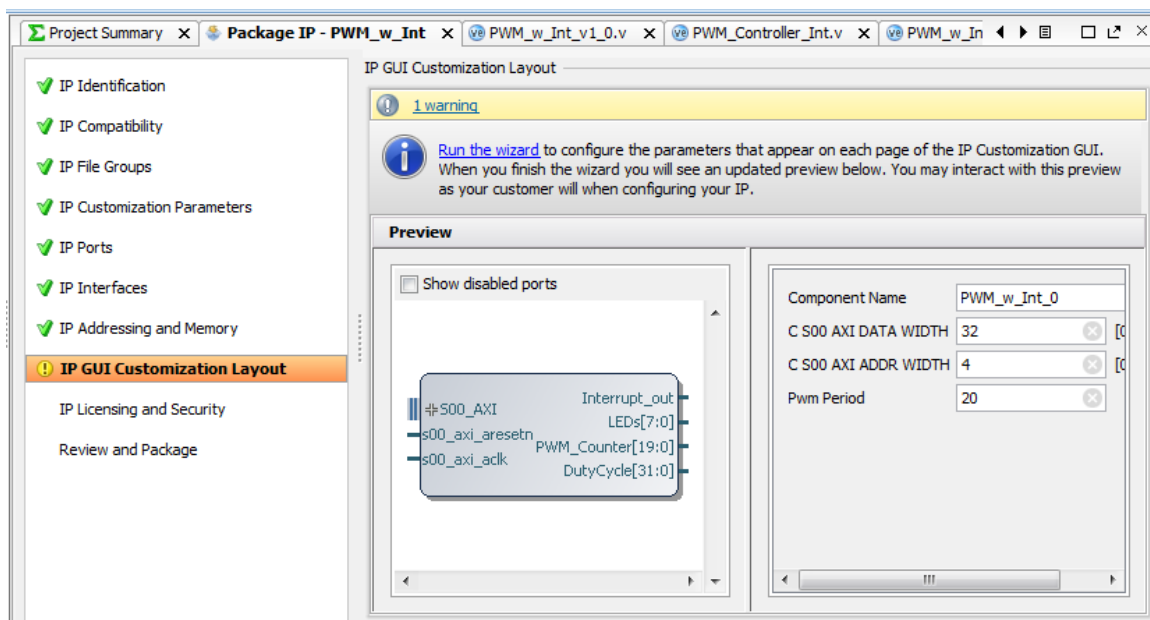 Project Summary
Package IP - PWM_w_Int
PWM_w_Int_v1_0.v
PWM_Controller_Int.v
PWM_w_In
IP Identification
IP Compatibility
IP File Groups
IP Customization Parameters
IP Ports
IP Interfaces
IP Addressing and Memory
IP GUI Customization Layout
IP Licensing and Security
Review and Package
IP GUI Customization Layout
1 warning
Run the wizard to configure the parameters that appear on each page of the IP Customization GUI.
When you finish the wizard you will see an updated preview below. You may interact with this preview
as your customer will when configuring your IP.
Preview
Show disabled ports
S00_AXI
s00_axi_aresetn
s00_axi_aclk
Interrupt_out
LEDs[7:0]
PWM_Counter[19:0]
DutyCycle[31:0]
Component Name PWM_w_Int_0
C S00 AXI DATA WIDTH 32 [0
C S00 AXI ADDR WIDTH 4 [0
Pwm Period 20